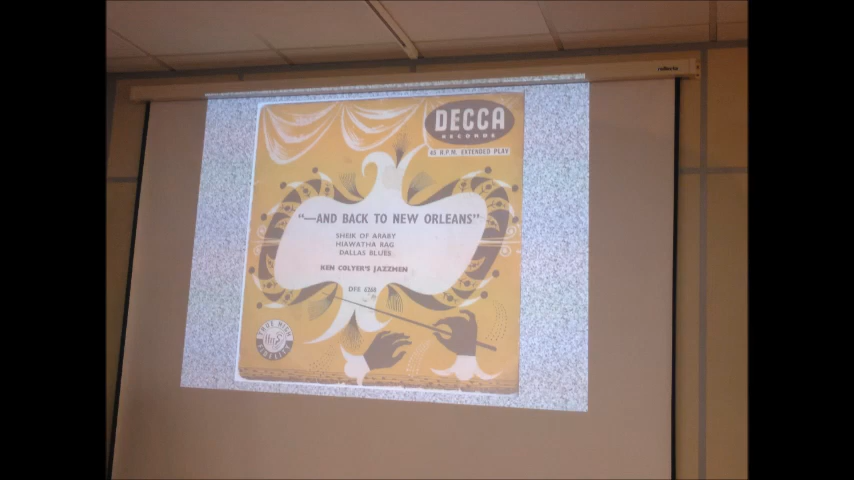 DECCA
RECORDS
45 R.P.M. EXTENDED PLAY
"—AND BACK TO NEW ORLEANS"
SHEIK OF ARABY
HIAWATHA RAG
DALLAS BLUES
KEN COLYER'S JAZZMEN